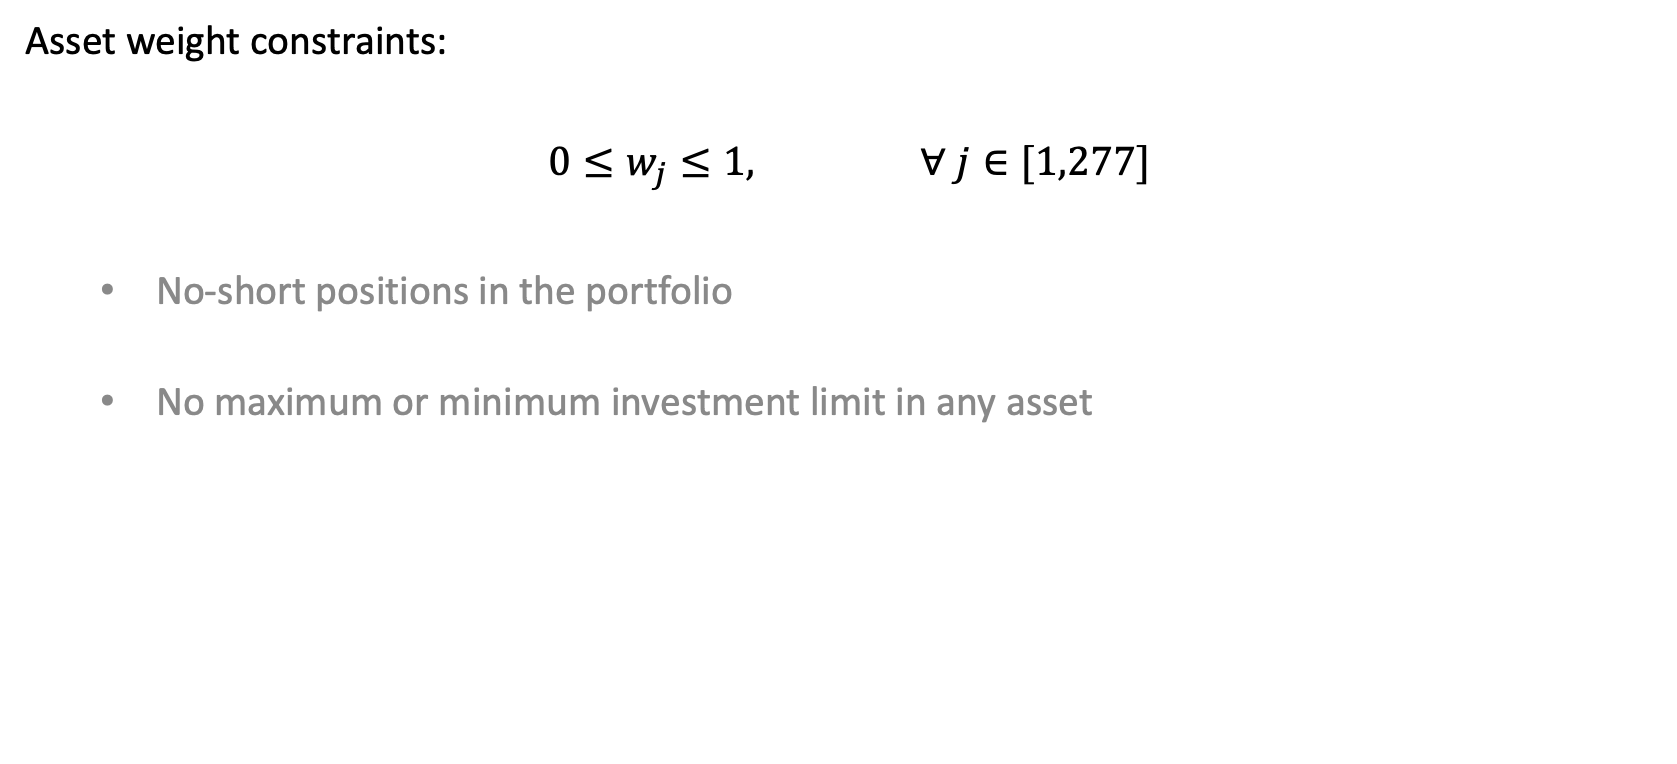 Asset weight constraints:
0 ≤ wⱼ ≤ 1, ∀ j ∈ [1,277]
• No-short positions in the portfolio
• No maximum or minimum investment limit in any asset